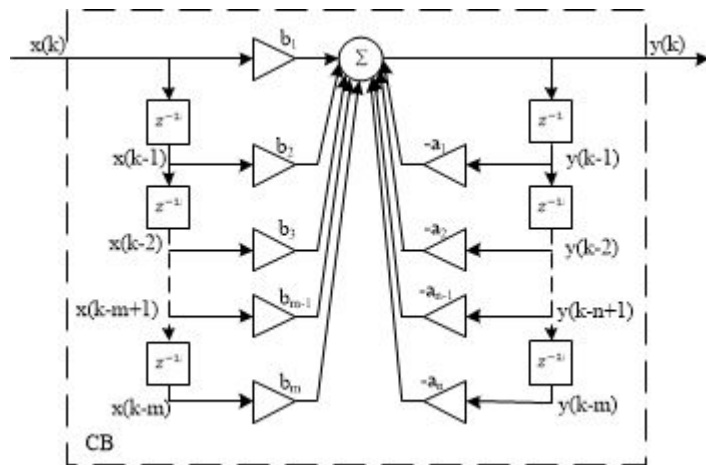 x(k)
b₁
Σ
y(k)
z⁻¹
z⁻¹
x(k-1)
b₂
-a₁
y(k-1)
z⁻¹
z⁻¹
x(k-2)
b₃
-a₂
y(k-2)
x(k-m+1)
bₘ₋₁
-aₙ₋₁
y(k-n+1)
z⁻¹
z⁻¹
x(k-m)
bₘ
-aₙ
y(k-m)
CB